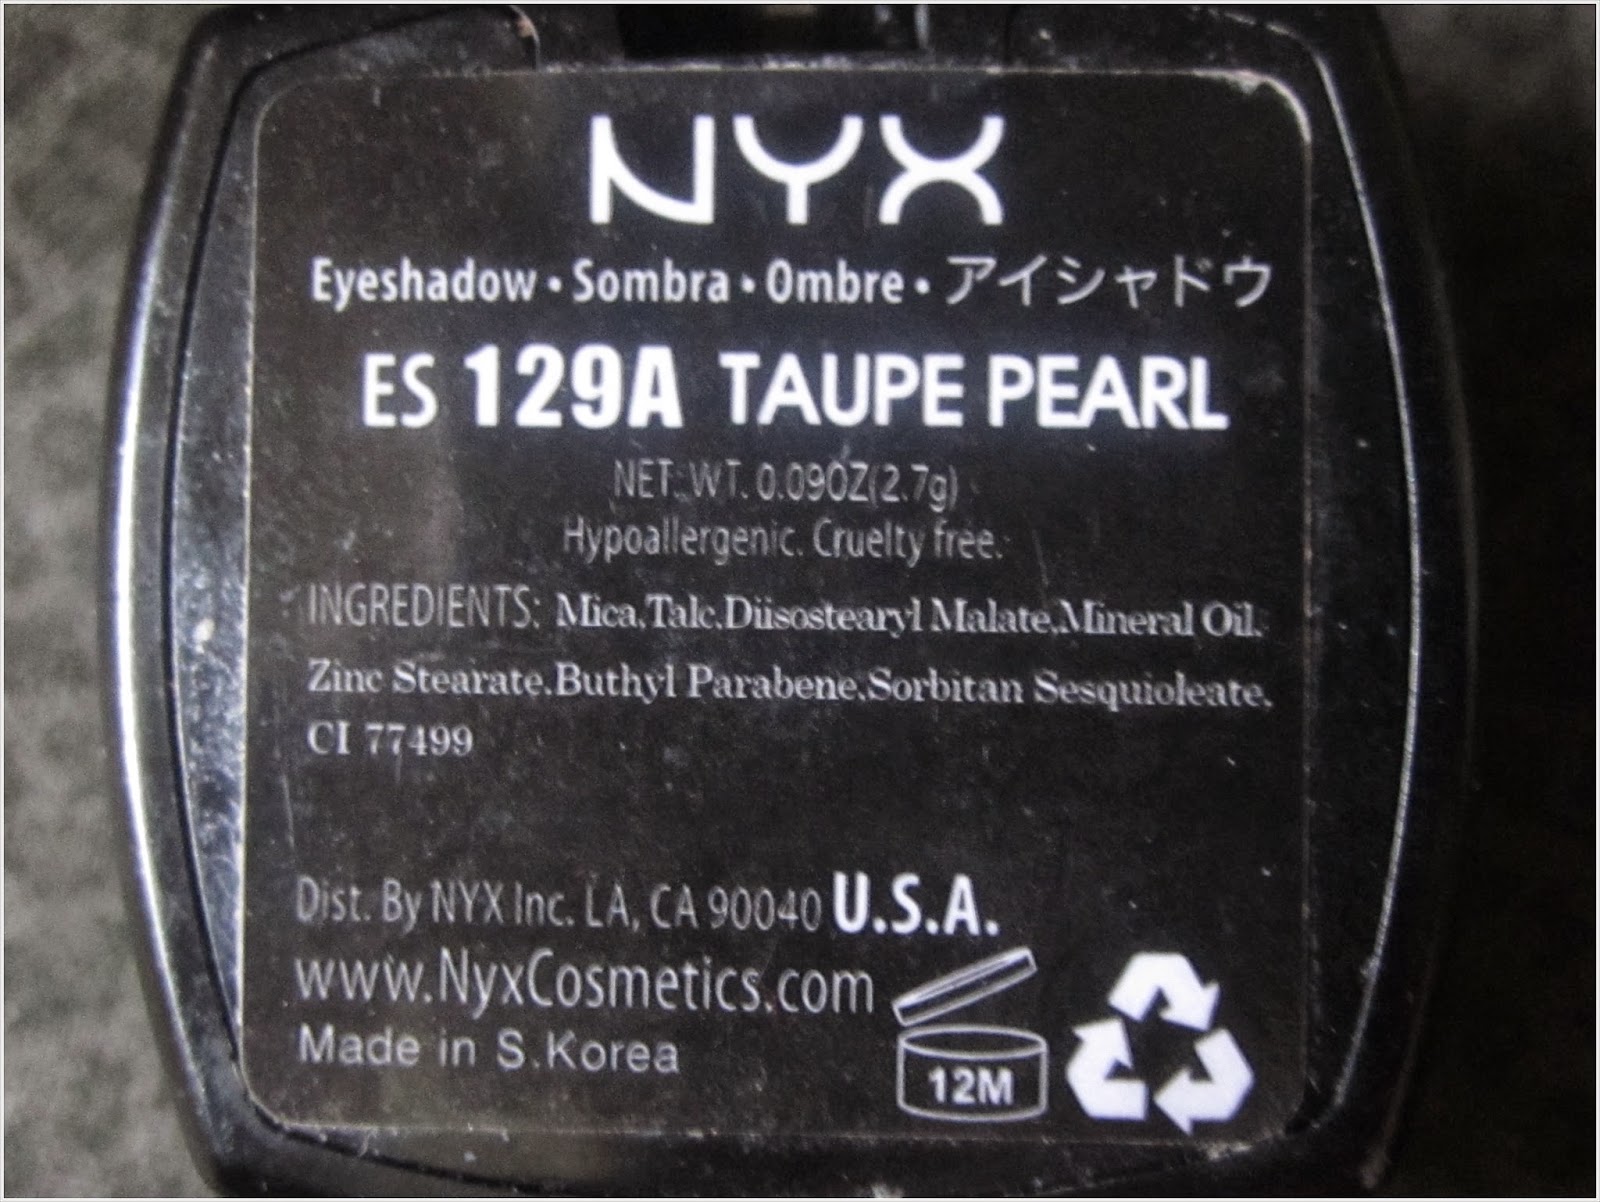 NYX
Eyeshadow • Sombra • Ombre • アイシャドウ
ES 129A TAUPE PEARL
NET. WT. 0.09OZ(2.7g)
Hypoallergenic. Cruelty free.
INGREDIENTS: Mica,Talc,Diisostearyl Malate,Mineral Oil,
Zinc Stearate,Buthyl Parabene,Sorbitan Sesquioleate,
CI 77499
Dist. By NYX Inc. LA, CA 90040 U.S.A.
www.NyxCosmetics.com
Made in S.Korea
12M